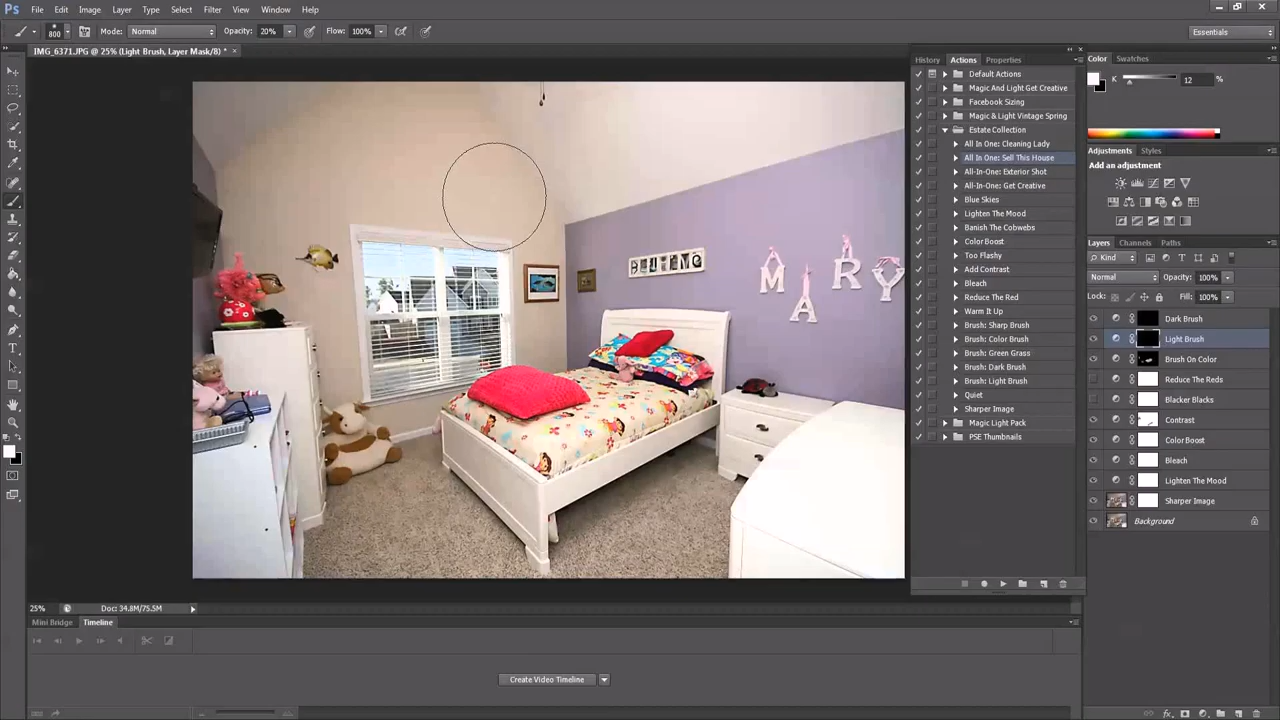 Ps File Edit Image Layer Type Select Filter View Window Help
800 Mode: Normal Opacity: 20% Flow: 100% Essentials
IMG_6371.JPG @ 25% (Light Brush, Layer Mask/8) *
History Actions Properties
Default Actions
Magic And Light Get Creative
Facebook Sizing
Magic & Light Vintage Spring
Estate Collection
All In One: Cleaning Lady
All In One: Sell This House
All-In-One: Exterior Shot
All-In-One: Get Creative
Blue Skies
Lighten The Mood
Banish The Cobwebs
Color Boost
Too Flashy
Add Contrast
Bleach
Reduce The Red
Warm It Up
Brush: Sharp Brush
Brush: Color Brush
Brush: Green Grass
Brush: Dark Brush
Brush: Light Brush
Quiet
Sharper Image
Magic Light Pack
PSE Thumbnails
Color Swatches
K 12 %
Adjustments Styles
Add an adjustment
Layers Channels Paths
Kind
Normal Opacity: 100%
Lock: Fill: 100%
Dark Brush
Light Brush
Brush On Color
Reduce The Reds
Blacker Blacks
Contrast
Color Boost
Bleach
Lighten The Mood
Sharper Image
Background
MARY
25% Doc: 34.8M/75.5M
Mini Bridge Timeline
Create Video Timeline
fx